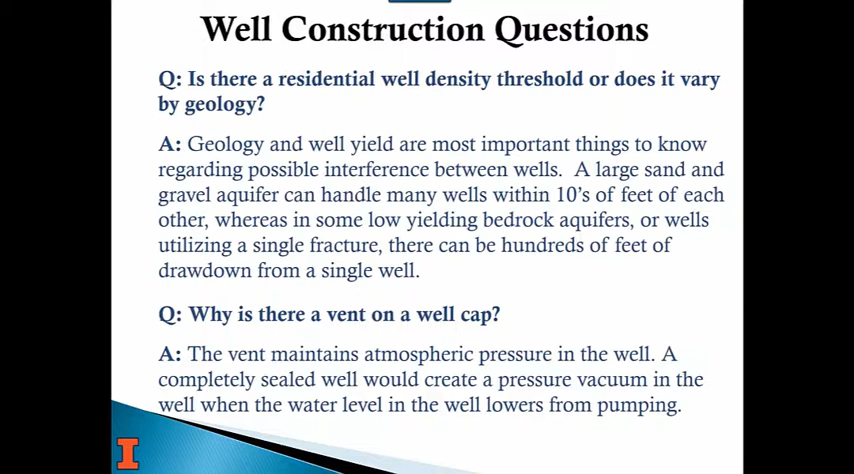 Well Construction Questions
Q: Is there a residential well density threshold or does it vary
by geology?
A: Geology and well yield are most important things to know
regarding possible interference between wells.  A large sand and
gravel aquifer can handle many wells within 10's of feet of each
other, whereas in some low yielding bedrock aquifers, or wells
utilizing a single fracture, there can be hundreds of feet of
drawdown from a single well.
Q: Why is there a vent on a well cap?
A: The vent maintains atmospheric pressure in the well. A
completely sealed well would create a pressure vacuum in the
well when the water level in the well lowers from pumping.
I